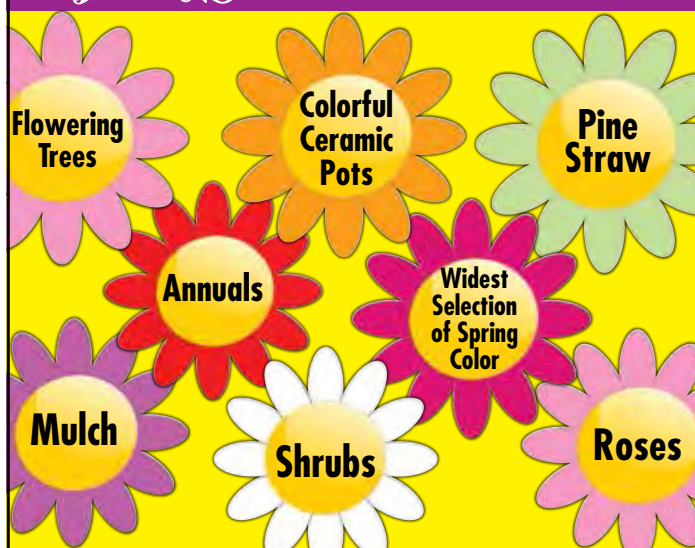 Flowering
Trees
Colorful
Ceramic
Pots
Pine
Straw
Annuals
Widest
Selection
of Spring
Color
Mulch
Shrubs
Roses